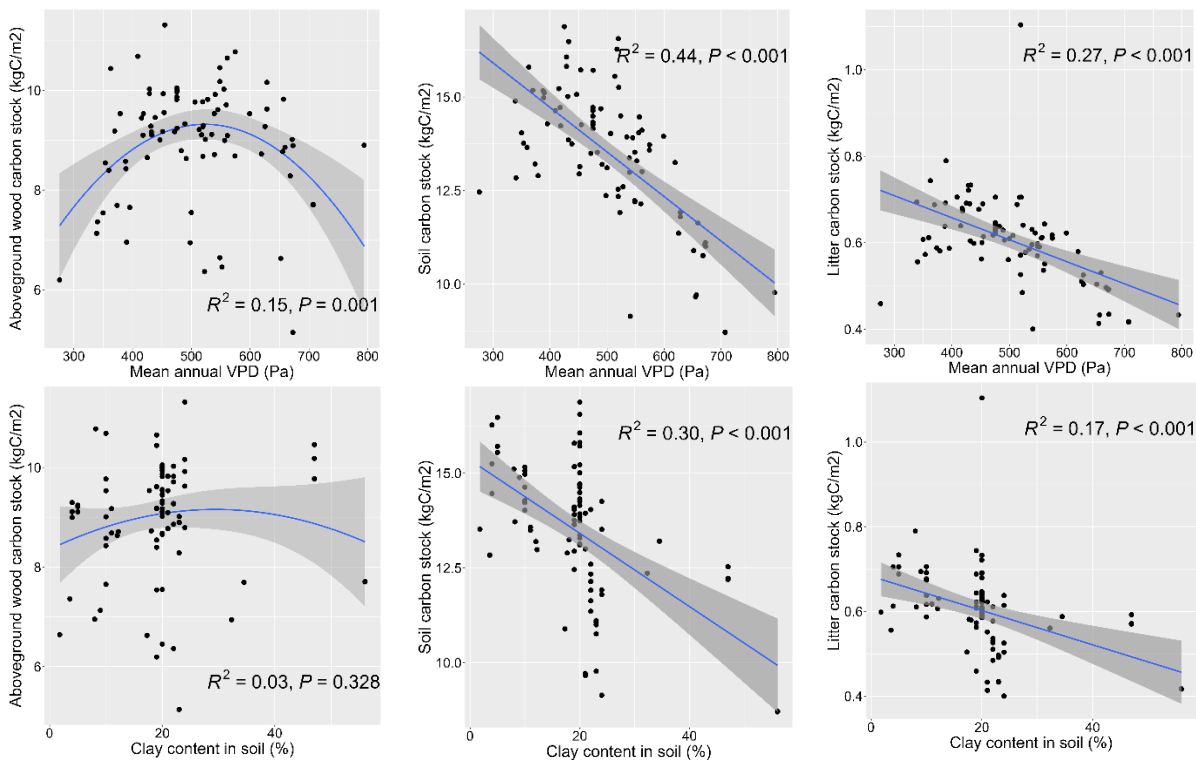 Aboveground wood carbon stock (kgC/m2)
10
8
6
R² = 0.15, P = 0.001
300
400
500
600
700
800
Mean annual VPD (Pa)
Soil carbon stock (kgC/m2)
15.0
12.5
10.0
R² = 0.44, P < 0.001
300
400
500
600
700
800
Mean annual VPD (Pa)
Litter carbon stock (kgC/m2)
1.0
0.8
0.6
0.4
R² = 0.27, P < 0.001
300
400
500
600
700
800
Mean annual VPD (Pa)
Aboveground wood carbon stock (kgC/m2)
10
8
6
R² = 0.03, P = 0.328
0
20
40
Clay content in soil (%)
Soil carbon stock (kgC/m2)
15.0
12.5
10.0
R² = 0.30, P < 0.001
0
20
40
Clay content in soil (%)
Litter carbon stock (kgC/m2)
1.0
0.8
0.6
0.4
R² = 0.17, P < 0.001
0
20
40
Clay content in soil (%)